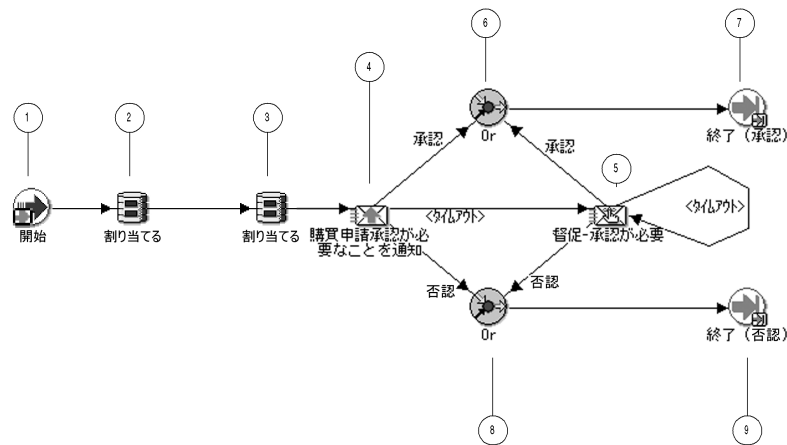 6
7
4
1
2
3
終了（承認）
Or
承認
承認
5
<タイムアウト>
<タイムアウト>
開始
割り当てる
割り当てる
購買申請承認が必
要なことを通知
督促-承認が必要
否認
否認
Or
終了（否認）
8
9